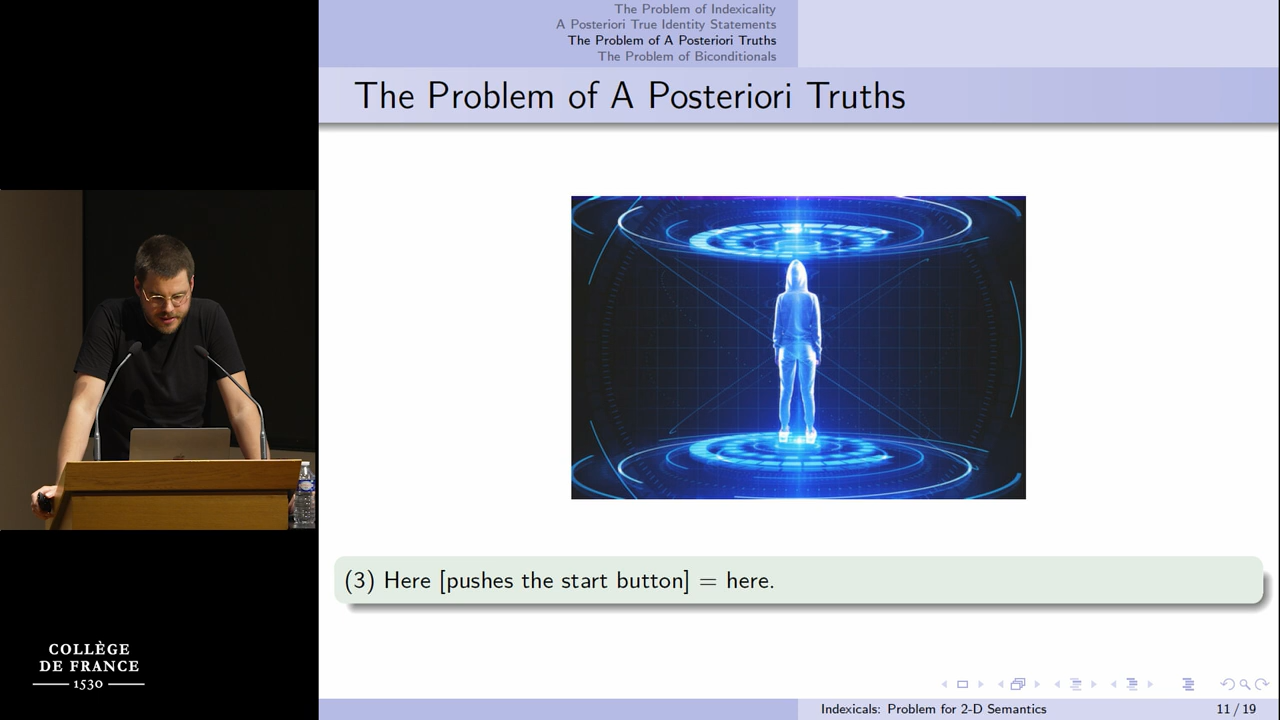 The Problem of Indexicality
A Posteriori True Identity Statements
The Problem of A Posteriori Truths
The Problem of Biconditionals
The Problem of A Posteriori Truths
(3) Here [pushes the start button] = here.
COLLÈGE
DE FRANCE
1530
Indexicals: Problem for 2-D Semantics 11 / 19